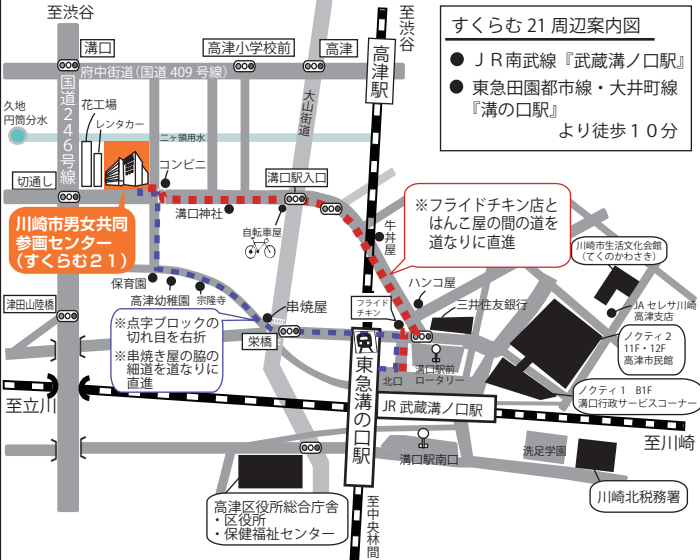 至渋谷
溝口
高津小学校前
高津
至渋谷
高津駅
府中街道(国道 409 号線)
国道246号線
大山街道
すくらむ 21 周辺案内図
● ＪＲ南武線『武蔵溝ノ口駅』
● 東急田園都市線・大井町線
『溝の口駅』
より徒歩１０分
久地
円筒分水
花工場
レンタカー
二ヶ領用水
コンビニ
切通し
溝口駅入口
溝口神社
自転車屋
牛丼屋
※フライドチキン店と
はんこ屋の間の道を
道なりに直進
川崎市男女共同
参画センター
(すくらむ２１)
川崎市生活文化会館
(てくのかわさき)
保育園
高津幼稚園
宗隆寺
ハンコ屋
三井住友銀行
JA セレサ川崎
高津支店
津田山陸橋
※点字ブロックの
切れ目を右折
※串焼き屋の脇の
細道を道なりに
直進
串焼屋
栄橋
フライド
チキン
ノクティ２
11F・12F
高津市民館
溝口駅前
ロータリー
北口
東急溝の口駅
ノクティ１ B1F
溝口行政サービスコーナー
至立川
JR 武蔵溝ノ口駅
至川崎
溝口駅南口
洗足学園
川崎北税務署
高津区役所総合庁舎
・区役所
・保健福祉センター
至中央林間